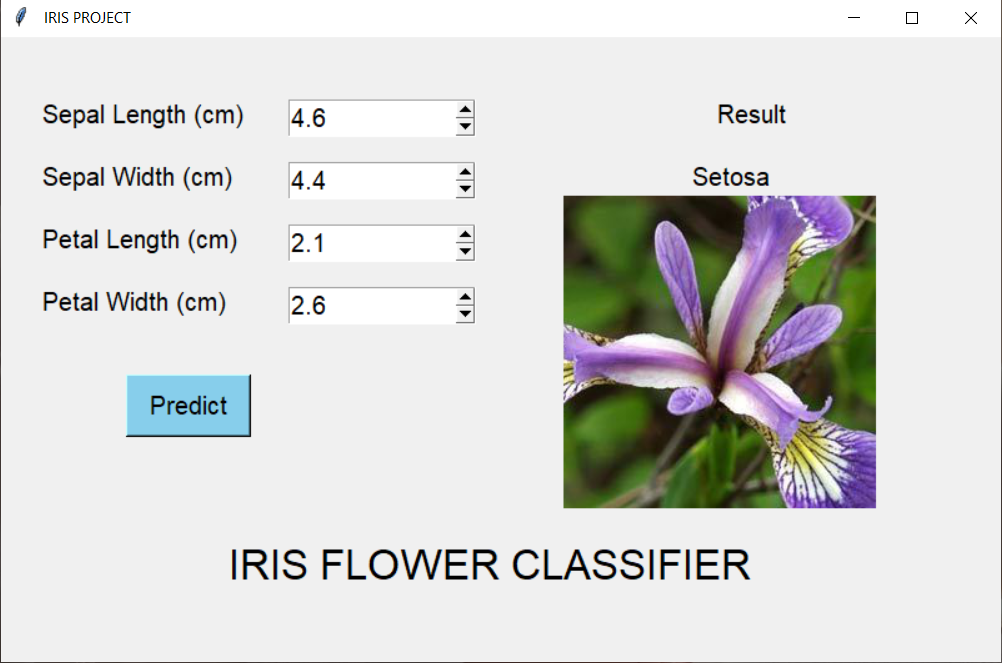 IRIS PROJECT
Sepal Length (cm) 4.6
Sepal Width (cm) 4.4
Petal Length (cm) 2.1
Petal Width (cm) 2.6
Predict
Result
Setosa
IRIS FLOWER CLASSIFIER